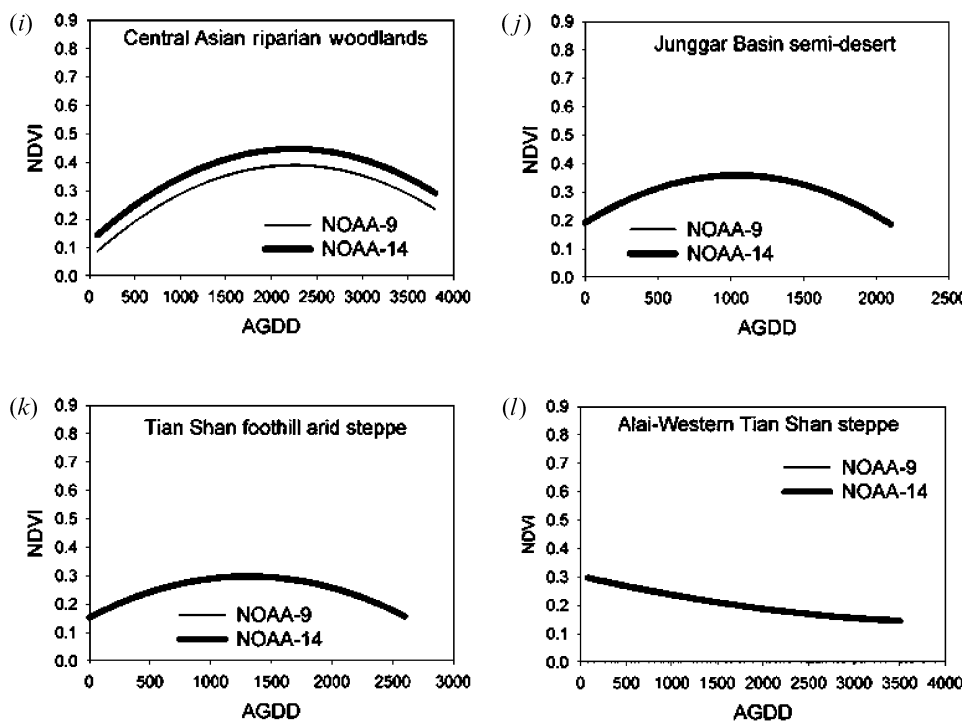 (i)
Central Asian riparian woodlands
0.9
0.8
0.7
0.6
0.5
0.4
0.3
0.2
0.1
0.0
NDVI
NOAA-9
NOAA-14
0 500 1000 1500 2000 2500 3000 3500 4000
AGDD
(j)
Junggar Basin semi-desert
0.9
0.8
0.7
0.6
0.5
0.4
0.3
0.2
0.1
0.0
NDVI
NOAA-9
NOAA-14
0 500 1000 1500 2000 2500
AGDD
(k)
Tian Shan foothill arid steppe
0.9
0.8
0.7
0.6
0.5
0.4
0.3
0.2
0.1
0.0
NDVI
NOAA-9
NOAA-14
0 500 1000 1500 2000 2500 3000
AGDD
(l)
Alai-Western Tian Shan steppe
0.9
0.8
0.7
0.6
0.5
0.4
0.3
0.2
0.1
0.0
NDVI
NOAA-9
NOAA-14
0 500 1000 1500 2000 2500 3000 3500 4000
AGDD